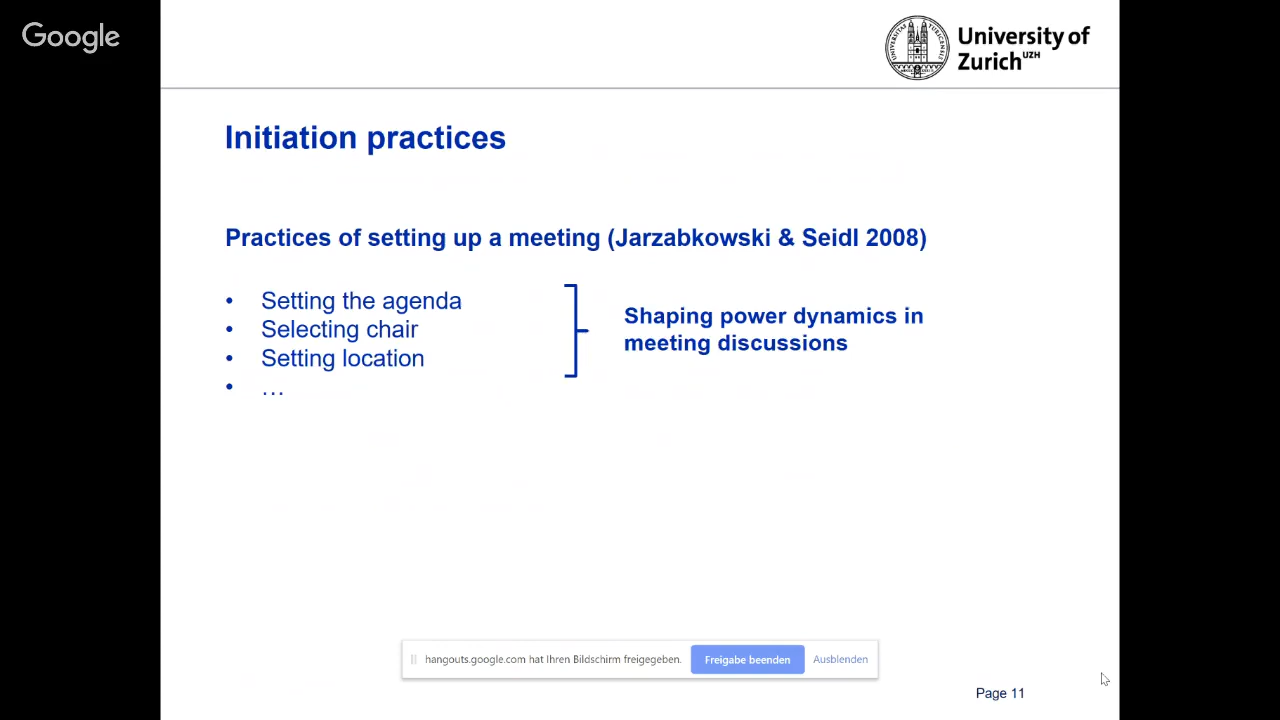 Google
University of
Zurich UZH
Initiation practices
Practices of setting up a meeting (Jarzabkowski & Seidl 2008)
• Setting the agenda
• Selecting chair
• Setting location
• …
Shaping power dynamics in
meeting discussions
hangouts.google.com hat Ihren Bildschirm freigegeben. Freigabe beenden Ausblenden
Page 11